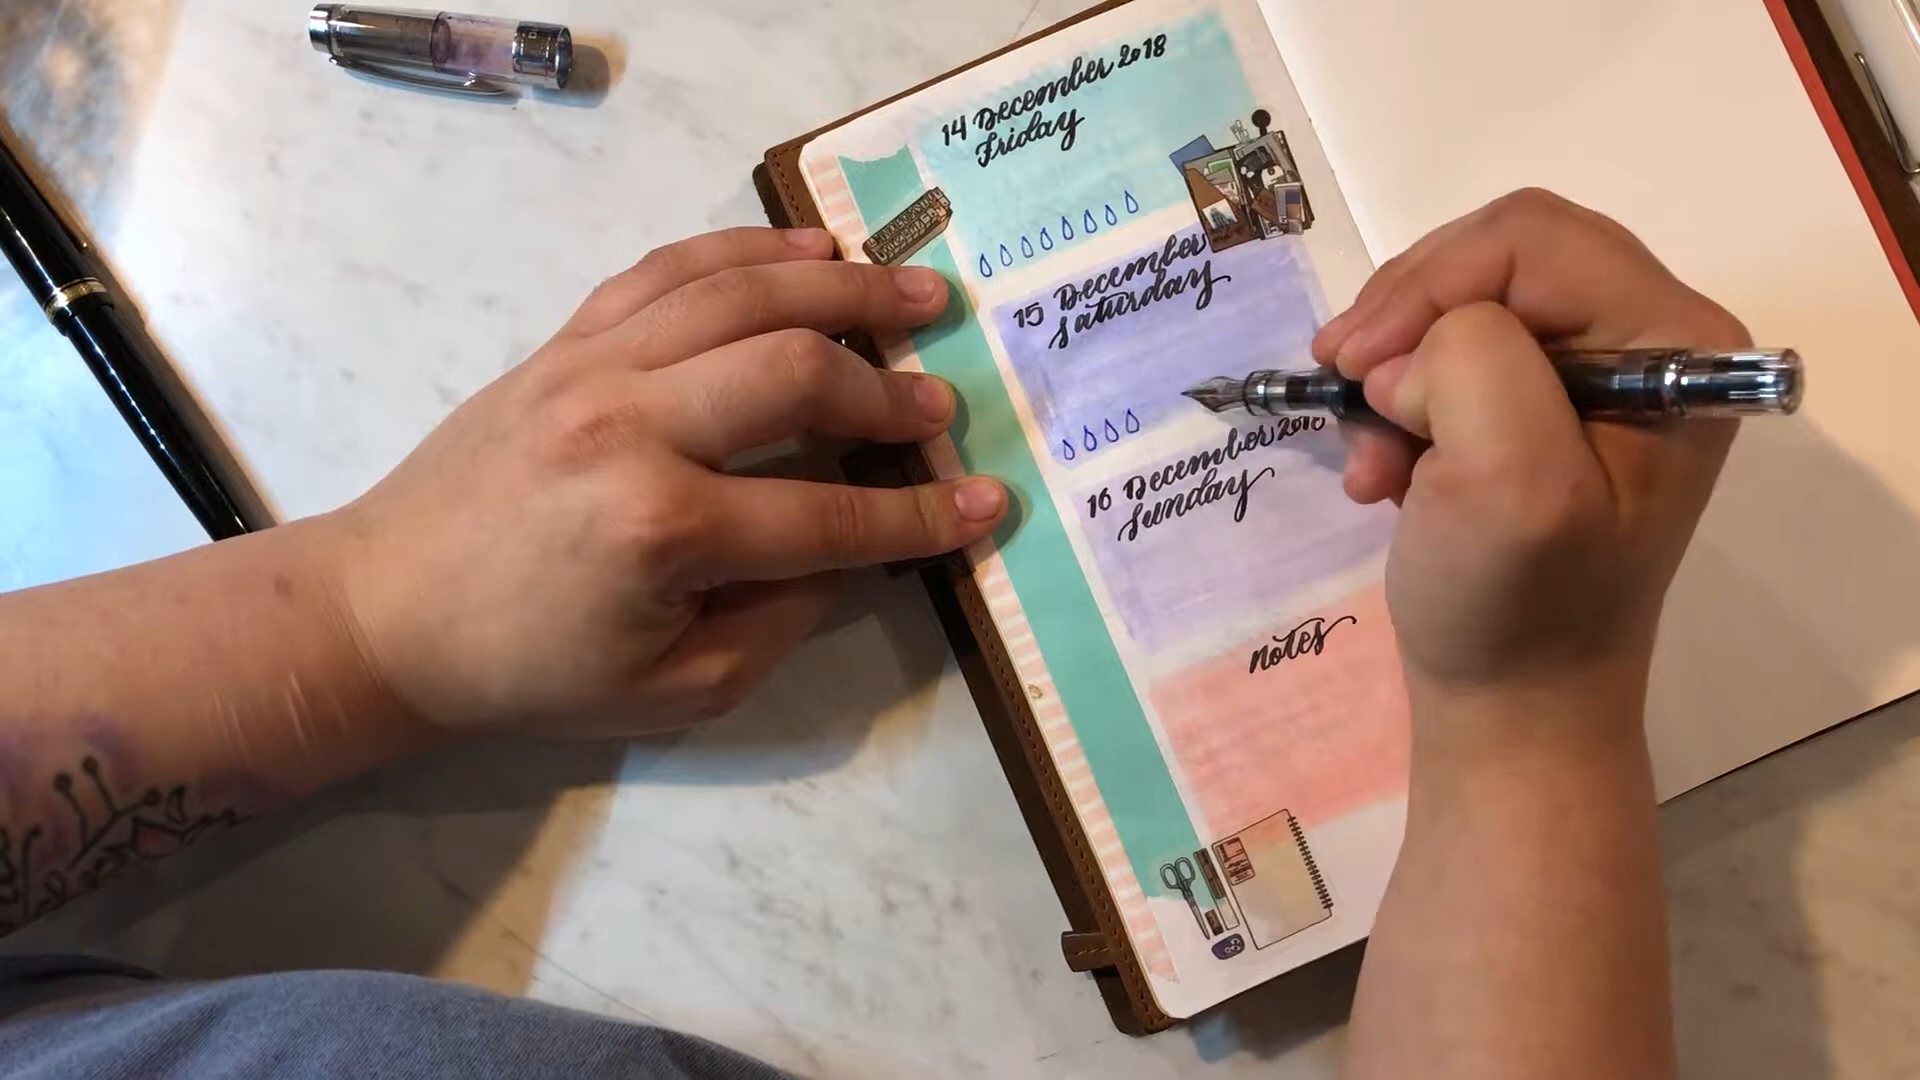 14 December 2018
Friday
15 December
Saturday
16 December 2018
Sunday
notes